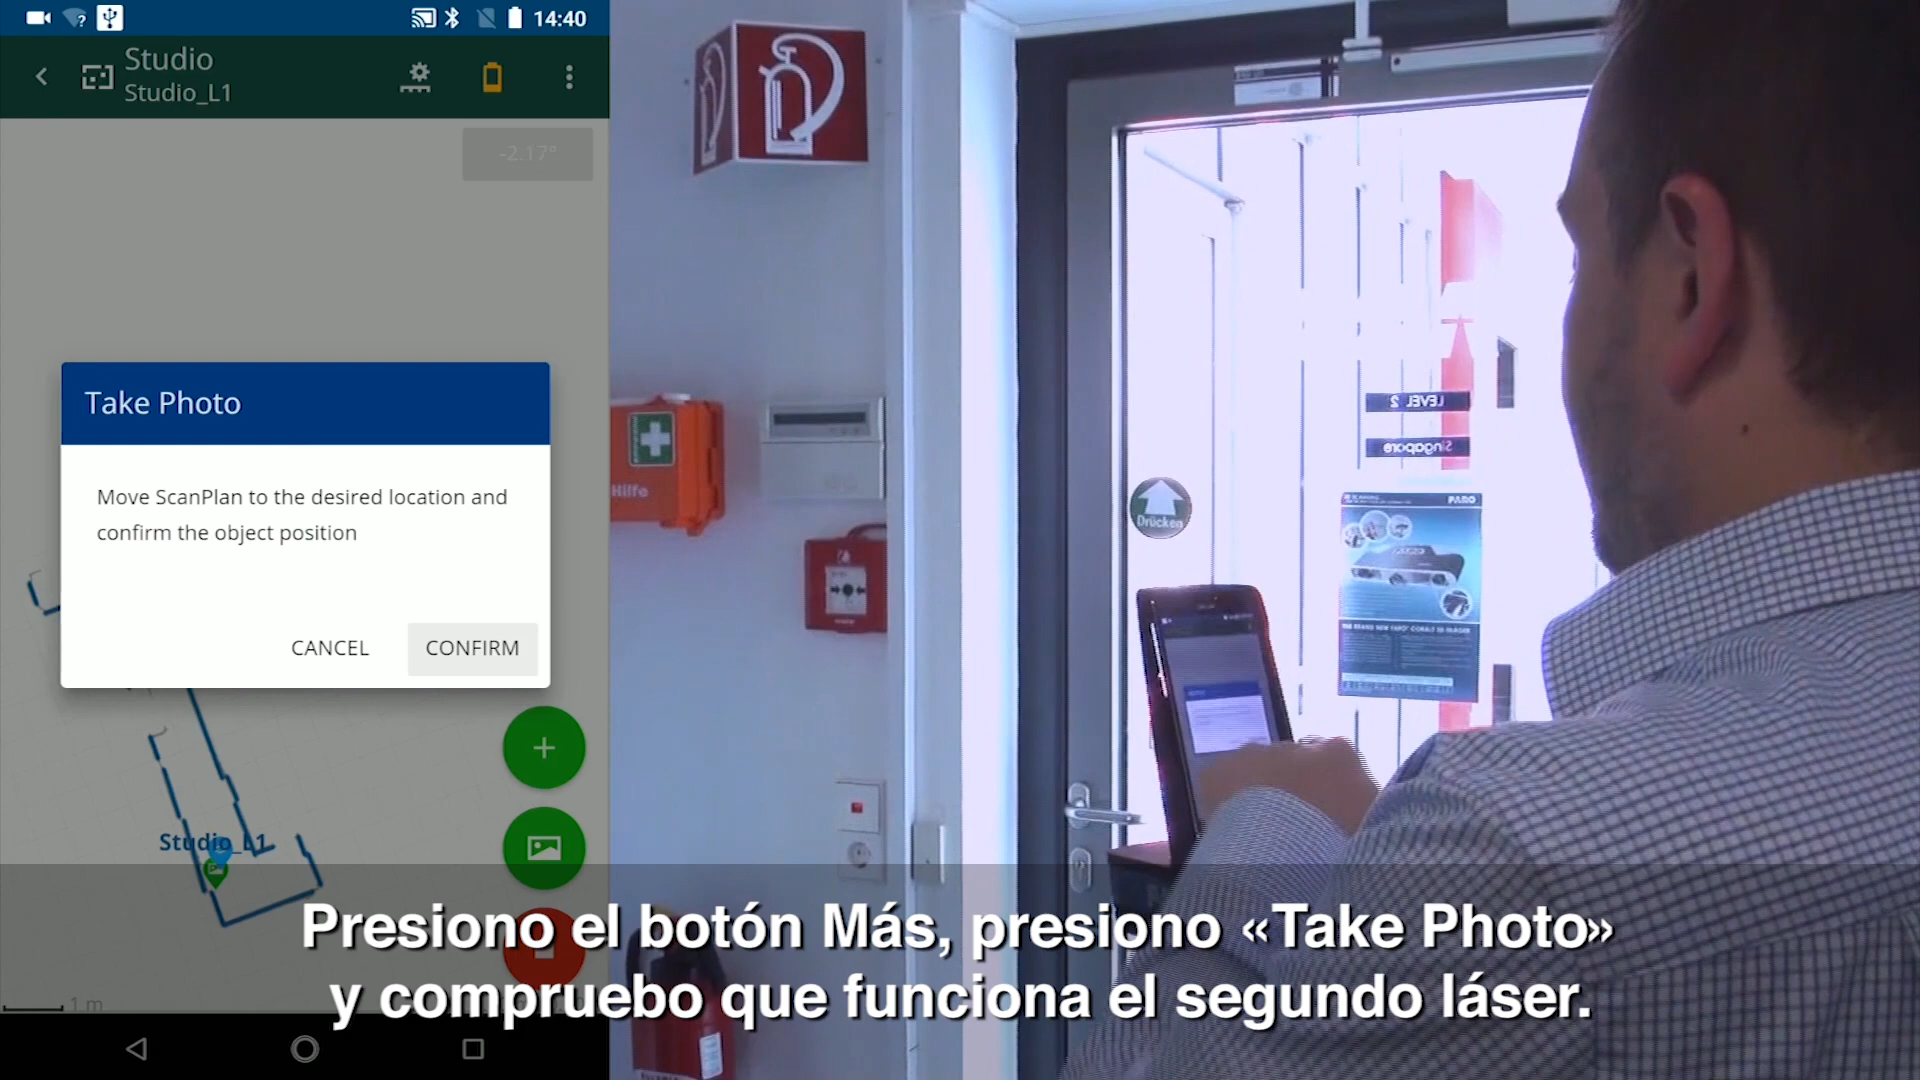 14:40
Studio
Studio_L1
-2.17°
Take Photo
Move ScanPlan to the desired location and
confirm the object position
CANCEL
CONFIRM
Studio_L1
1 m
Hilfe
LEVEL 2
Singapore
Drücken
FARO
Presiono el botón Más, presiono «Take Photo»
y compruebo que funciona el segundo láser.